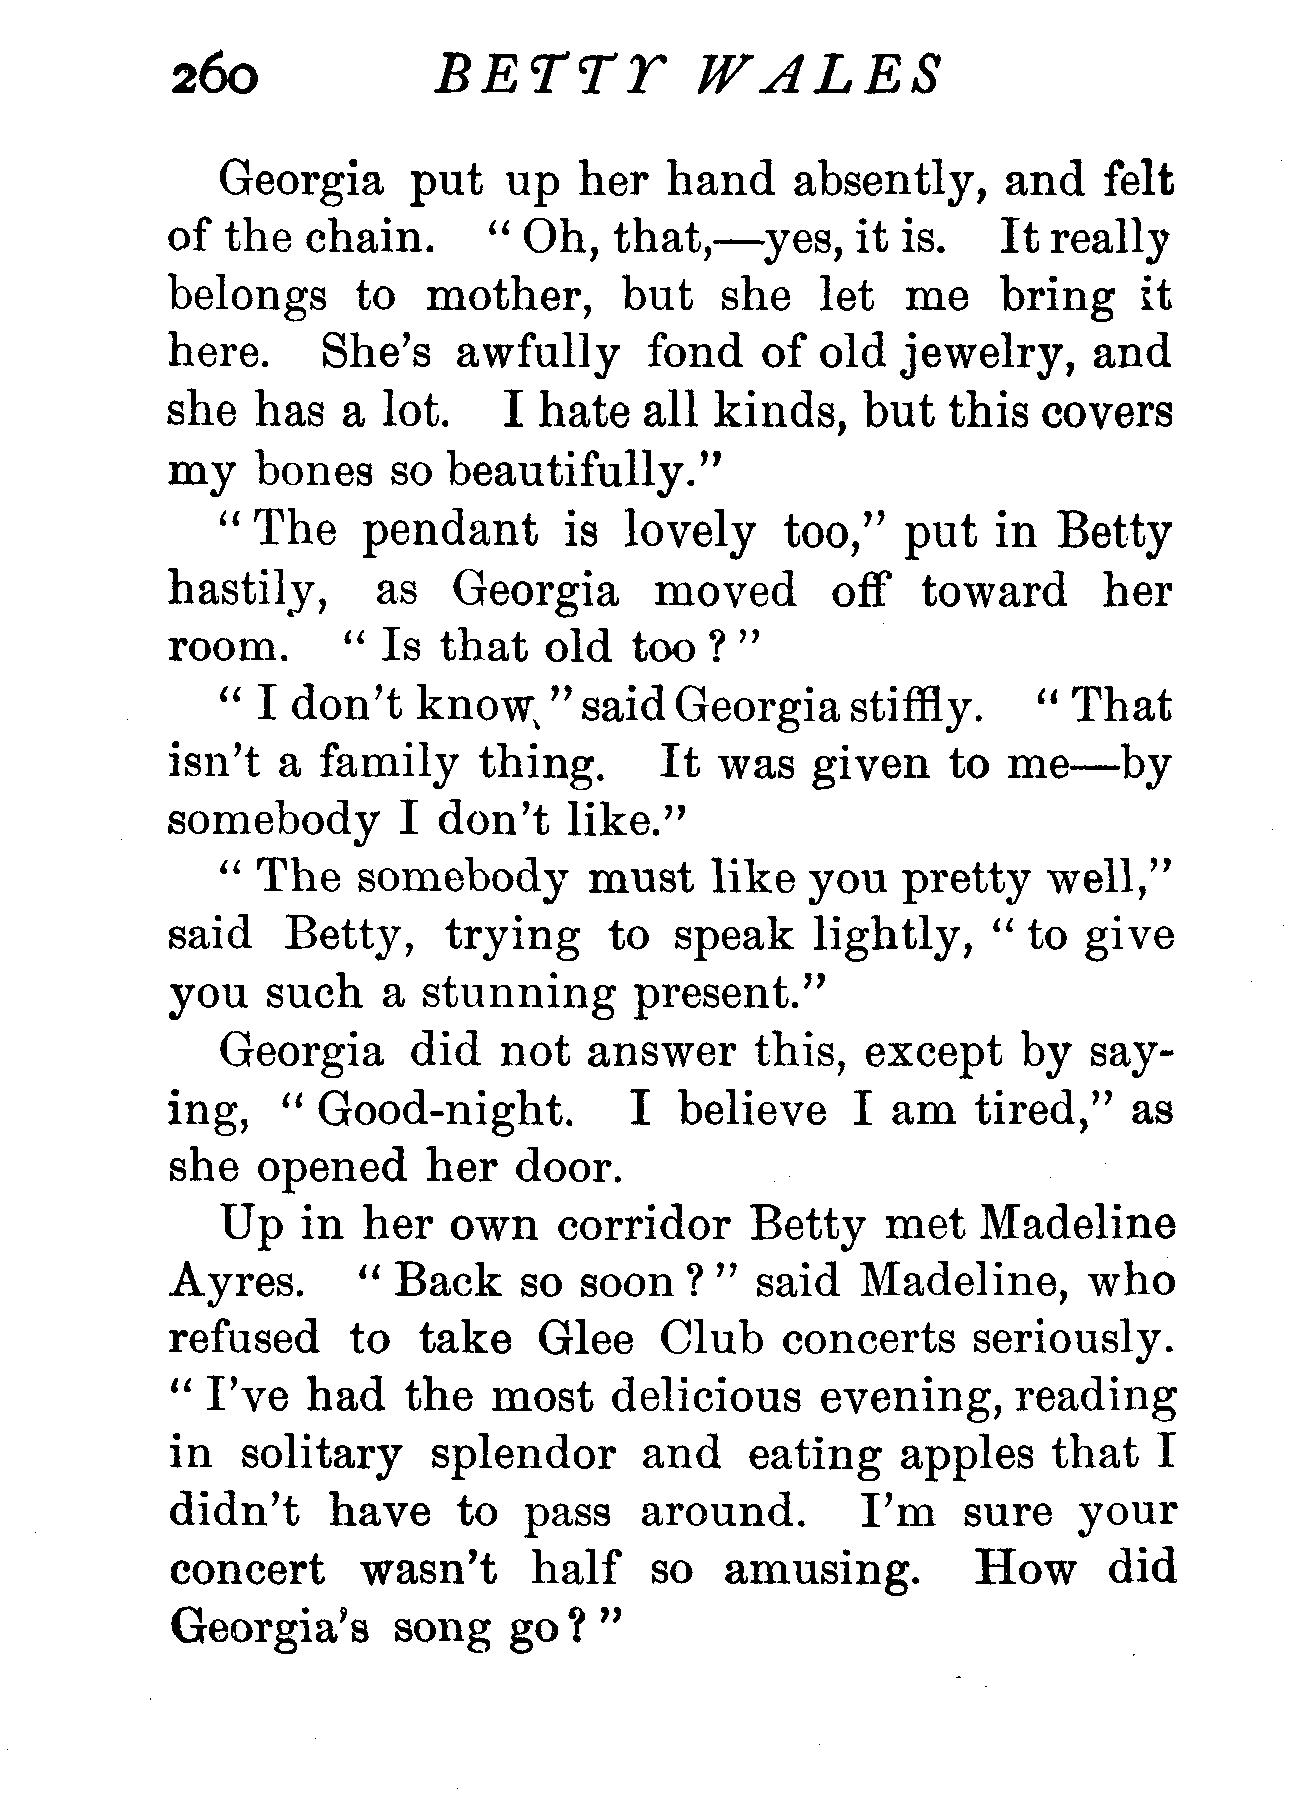 260 BETTY WALES
Georgia put up her hand absently, and felt
of the chain. “ Oh, that,—yes, it is. It really
belongs to mother, but she let me bring it
here. She’s awfully fond of old jewelry, and
she has a lot. I hate all kinds, but this covers
my bones so beautifully.”
“ The pendant is lovely too,” put in Betty
hastily, as Georgia moved off toward her
room. “ Is that old too ? ”
“ I don’t know, ” said Georgia stiffly. “ That
isn’t a family thing. It was given to me—by
somebody I don’t like.”
“ The somebody must like you pretty well,”
said Betty, trying to speak lightly, “ to give
you such a stunning present.”
Georgia did not answer this, except by say-
ing, “ Good-night. I believe I am tired,” as
she opened her door.
Up in her own corridor Betty met Madeline
Ayres. “ Back so soon ? ” said Madeline, who
refused to take Glee Club concerts seriously.
“ I’ve had the most delicious evening, reading
in solitary splendor and eating apples that I
didn’t have to pass around. I’m sure your
concert wasn’t half so amusing. How did
Georgia’s song go ? ”